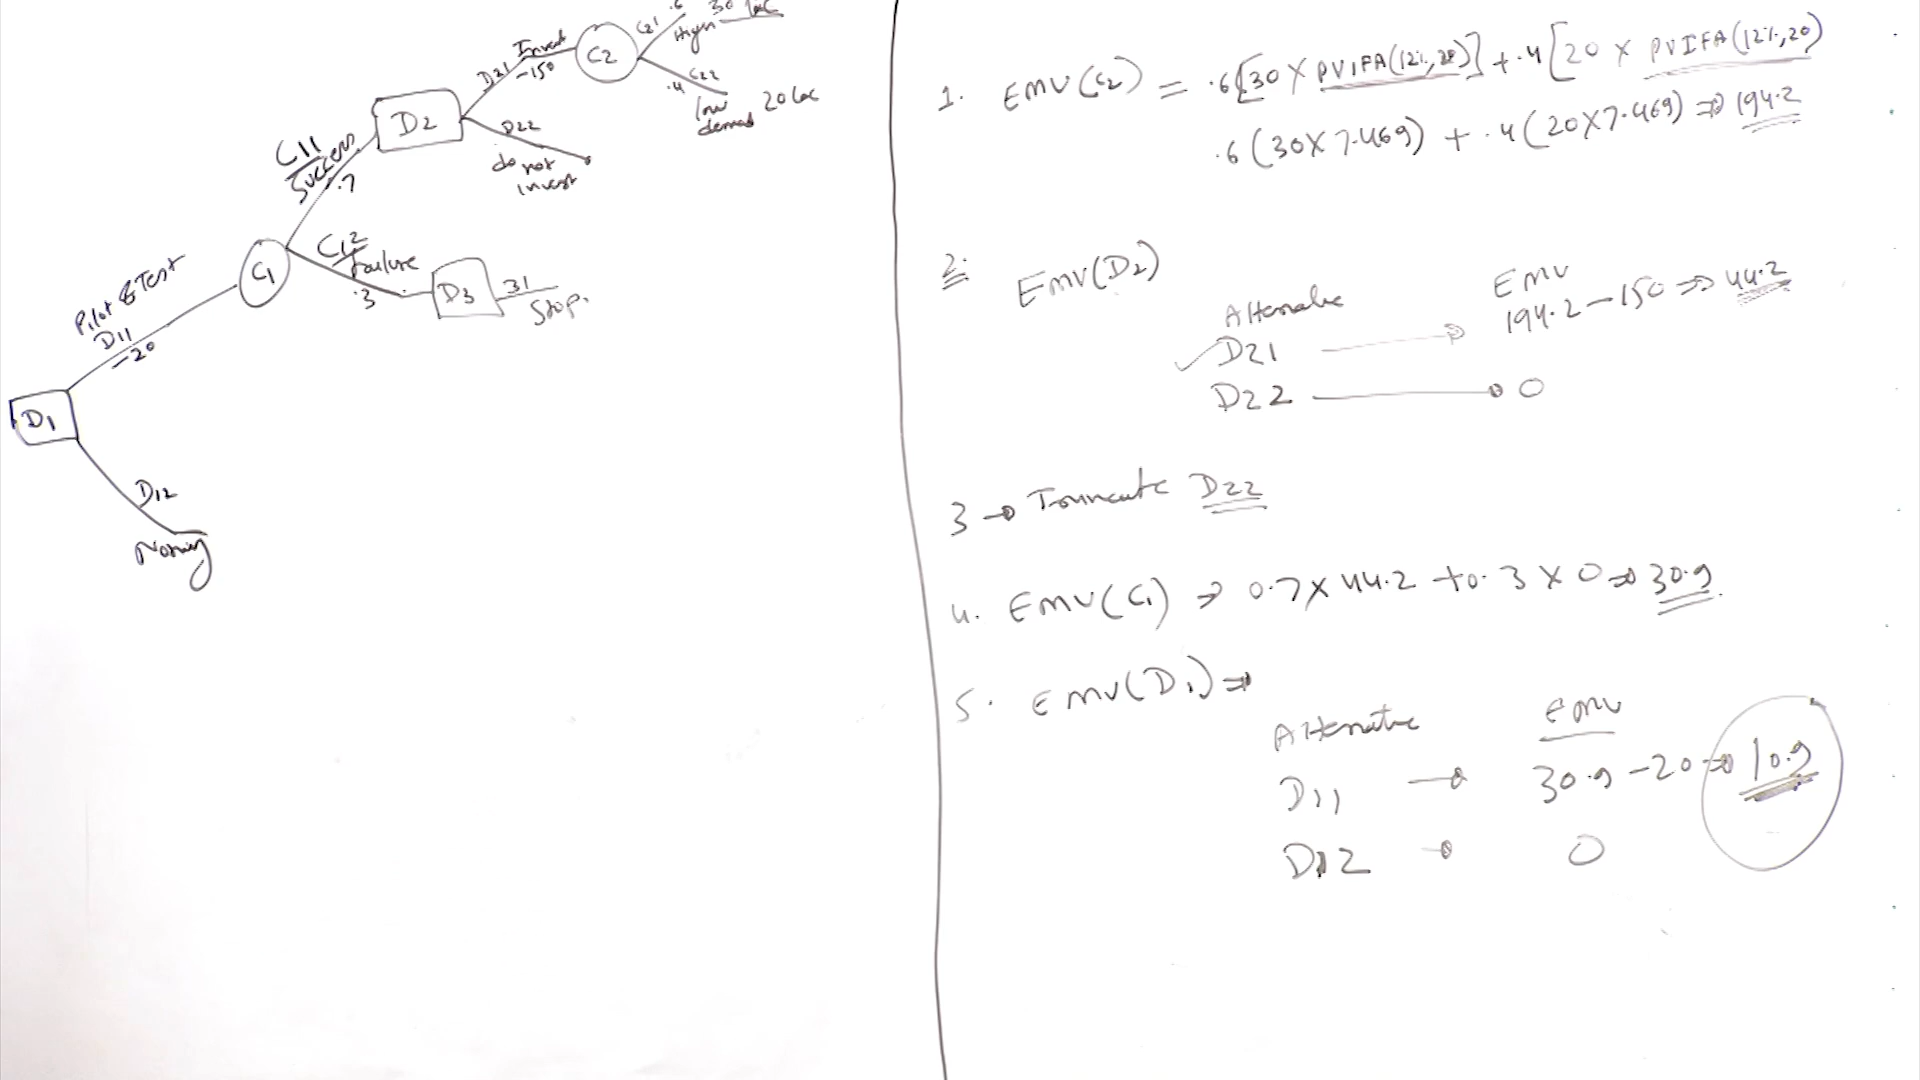 C21 .6
High 30 lac
Invest
D21
-150
C2
C22
.4
low
demand 20 lac
D2
D22
do not
invest
C11
Success
.7
C12
Failure
.3
D3
31
Stop.
C1
Pilot & Test
D11
-20
D1
D12
1. EMV(C2) = .6[30 X PVIFA(12%,20)] + .4[20 X PVIFA(12%,20)
.6(30X7.469) + .4(20X7.469) ⇒ 194.2
2. EMV(D2)
Alternative EMV
✓ D21 → 194.2-150 ⇒ 44.2
D22 → 0
3 → Truncate D22
4. EMV(C1) ⇒ 0.7 X 44.2 + 0.3 X 0 ⇒ 30.9
5. EMV(D1) ⇒
Alternative EMV
D11 → 30.9 - 20 ⇒ 10.9
D12 → 0